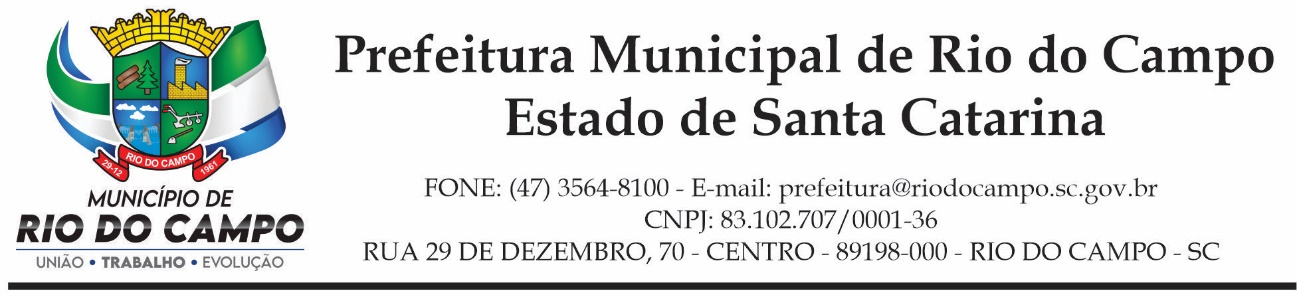 RIO DO CAMPO
29-12
1961
MUNICÍPIO DE
RIO DO CAMPO
UNIÃO • TRABALHO • EVOLUÇÃO
Prefeitura Municipal de Rio do Campo
Estado de Santa Catarina
FONE: (47) 3564-8100 - E-mail: prefeitura@riodocampo.sc.gov.br
CNPJ: 83.102.707/0001-36
RUA 29 DE DEZEMBRO, 70 - CENTRO - 89198-000 - RIO DO CAMPO - SC